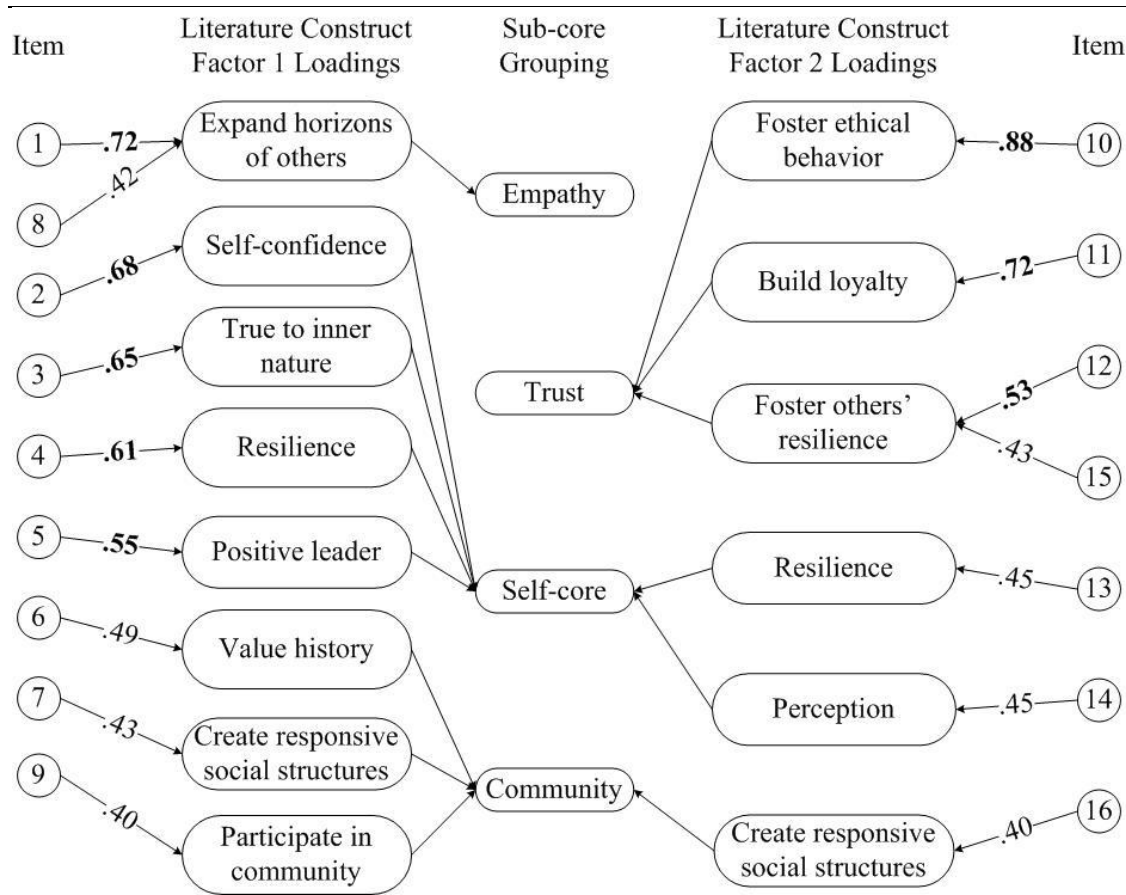 Item
Literature Construct
Factor 1 Loadings
Sub-core
Grouping
Literature Construct
Factor 2 Loadings
Item
1
.72
8
.42
Expand horizons
of others
2
.68
Self-confidence
3
.65
True to inner
nature
4
.61
Resilience
5
.55
Positive leader
6
.49
Value history
7
.43
Create responsive
social structures
9
.40
Participate in
community
Empathy
Trust
Self-core
Community
Foster ethical
behavior
.88
10
Build loyalty
.72
11
Foster others’
resilience
.53
12
.43
15
Resilience
.45
13
Perception
.45
14
Create responsive
social structures
.40
16